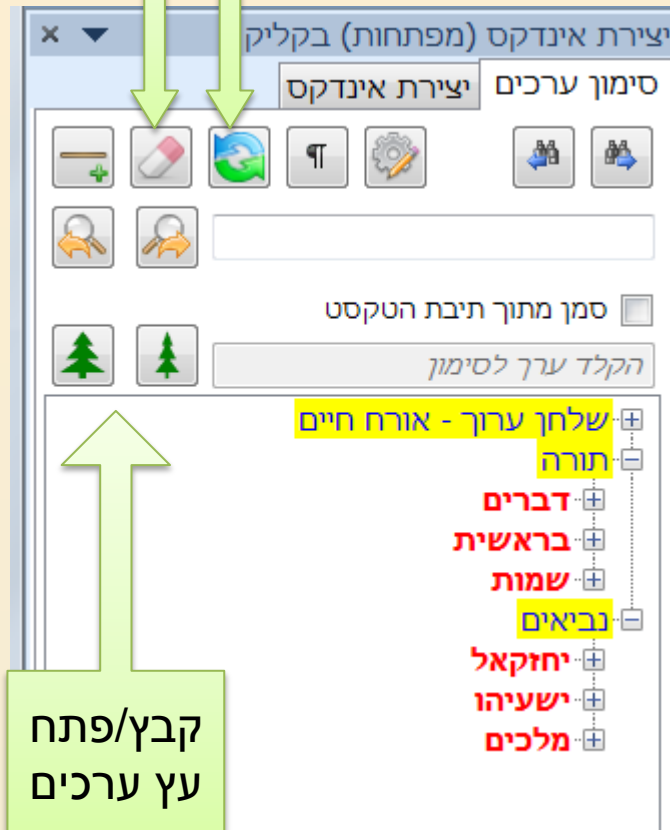 יצירת אינדקס (מפתחות) בקליק
סימון ערכים
יצירת אינדקס
¶
סמן מתוך תיבת הטקסט
הקלד ערך לסימון
שלחן ערוך - אורח חיים
תורה
דברים
בראשית
שמות
נביאים
יחזקאל
ישעיהו
מלכים
קבץ/פתח
עץ ערכים